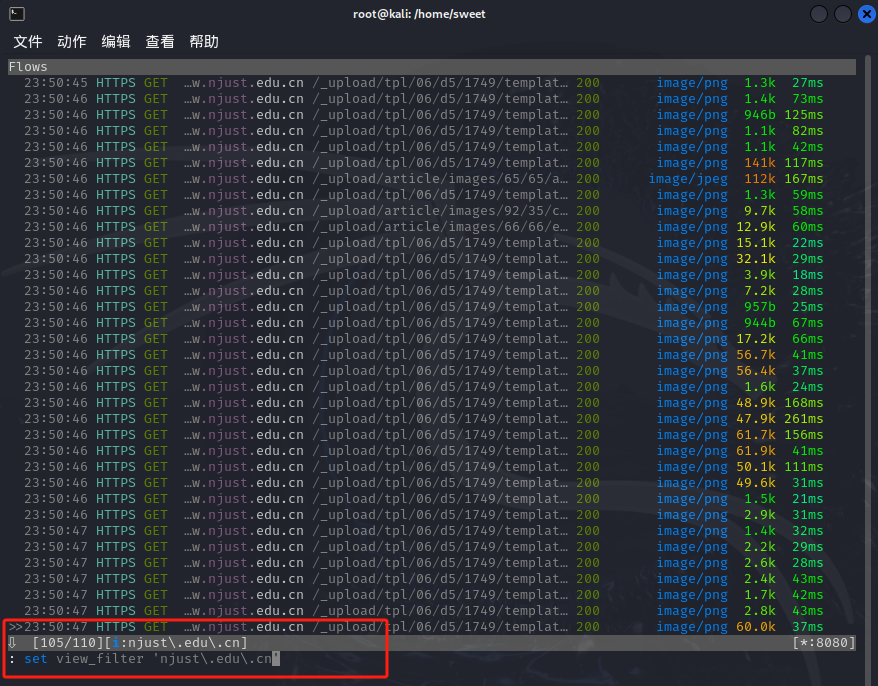 root@kali: /home/sweet
文件 动作 编辑 查看 帮助
Flows
23:50:45 HTTPS GET …w.njust.edu.cn /_upload/tpl/06/d5/1749/templat… 200 image/png 1.3k 27ms
23:50:46 HTTPS GET …w.njust.edu.cn /_upload/tpl/06/d5/1749/templat… 200 image/png 1.4k 73ms
23:50:46 HTTPS GET …w.njust.edu.cn /_upload/tpl/06/d5/1749/templat… 200 image/png 946b 125ms
23:50:46 HTTPS GET …w.njust.edu.cn /_upload/tpl/06/d5/1749/templat… 200 image/png 1.1k 82ms
23:50:46 HTTPS GET …w.njust.edu.cn /_upload/tpl/06/d5/1749/templat… 200 image/png 1.1k 42ms
23:50:46 HTTPS GET …w.njust.edu.cn /_upload/tpl/06/d5/1749/templat… 200 image/png 141k 117ms
23:50:46 HTTPS GET …w.njust.edu.cn /_upload/article/images/65/65/a… 200 image/jpeg 112k 167ms
23:50:46 HTTPS GET …w.njust.edu.cn /_upload/tpl/06/d5/1749/templat… 200 image/png 1.3k 59ms
23:50:46 HTTPS GET …w.njust.edu.cn /_upload/article/images/92/35/c… 200 image/png 9.7k 58ms
23:50:46 HTTPS GET …w.njust.edu.cn /_upload/article/images/66/66/e… 200 image/png 12.9k 60ms
23:50:46 HTTPS GET …w.njust.edu.cn /_upload/tpl/06/d5/1749/templat… 200 image/png 15.1k 22ms
23:50:46 HTTPS GET …w.njust.edu.cn /_upload/tpl/06/d5/1749/templat… 200 image/png 32.1k 29ms
23:50:46 HTTPS GET …w.njust.edu.cn /_upload/tpl/06/d5/1749/templat… 200 image/png 3.9k 18ms
23:50:46 HTTPS GET …w.njust.edu.cn /_upload/tpl/06/d5/1749/templat… 200 image/png 7.2k 28ms
23:50:46 HTTPS GET …w.njust.edu.cn /_upload/tpl/06/d5/1749/templat… 200 image/png 957b 25ms
23:50:46 HTTPS GET …w.njust.edu.cn /_upload/tpl/06/d5/1749/templat… 200 image/png 944b 67ms
23:50:46 HTTPS GET …w.njust.edu.cn /_upload/tpl/06/d5/1749/templat… 200 image/png 17.2k 66ms
23:50:46 HTTPS GET …w.njust.edu.cn /_upload/tpl/06/d5/1749/templat… 200 image/png 56.7k 41ms
23:50:46 HTTPS GET …w.njust.edu.cn /_upload/tpl/06/d5/1749/templat… 200 image/png 56.4k 37ms
23:50:46 HTTPS GET …w.njust.edu.cn /_upload/tpl/06/d5/1749/templat… 200 image/png 1.6k 24ms
23:50:46 HTTPS GET …w.njust.edu.cn /_upload/tpl/06/d5/1749/templat… 200 image/png 48.9k 168ms
23:50:46 HTTPS GET …w.njust.edu.cn /_upload/tpl/06/d5/1749/templat… 200 image/png 47.9k 261ms
23:50:46 HTTPS GET …w.njust.edu.cn /_upload/tpl/06/d5/1749/templat… 200 image/png 61.7k 156ms
23:50:46 HTTPS GET …w.njust.edu.cn /_upload/tpl/06/d5/1749/templat… 200 image/png 61.9k 41ms
23:50:46 HTTPS GET …w.njust.edu.cn /_upload/tpl/06/d5/1749/templat… 200 image/png 50.1k 111ms
23:50:46 HTTPS GET …w.njust.edu.cn /_upload/tpl/06/d5/1749/templat… 200 image/png 49.6k 31ms
23:50:46 HTTPS GET …w.njust.edu.cn /_upload/tpl/06/d5/1749/templat… 200 image/png 1.5k 21ms
23:50:46 HTTPS GET …w.njust.edu.cn /_upload/tpl/06/d5/1749/templat… 200 image/png 2.9k 31ms
23:50:47 HTTPS GET …w.njust.edu.cn /_upload/tpl/06/d5/1749/templat… 200 image/png 1.4k 32ms
23:50:47 HTTPS GET …w.njust.edu.cn /_upload/tpl/06/d5/1749/templat… 200 image/png 2.2k 29ms
23:50:47 HTTPS GET …w.njust.edu.cn /_upload/tpl/06/d5/1749/templat… 200 image/png 2.6k 28ms
23:50:47 HTTPS GET …w.njust.edu.cn /_upload/tpl/06/d5/1749/templat… 200 image/png 2.4k 43ms
23:50:47 HTTPS GET …w.njust.edu.cn /_upload/tpl/06/d5/1749/templat… 200 image/png 1.7k 42ms
23:50:47 HTTPS GET …w.njust.edu.cn /_upload/tpl/06/d5/1749/templat… 200 image/png 2.8k 43ms
>>23:50:47 HTTPS GET …w.njust.edu.cn /_upload/tpl/06/d5/1749/templat… 200 image/png 60.0k 37ms
⇩ [105/110][i:njust\.edu\.cn] [*:8080]
: set view_filter 'njust\.edu\.cn'